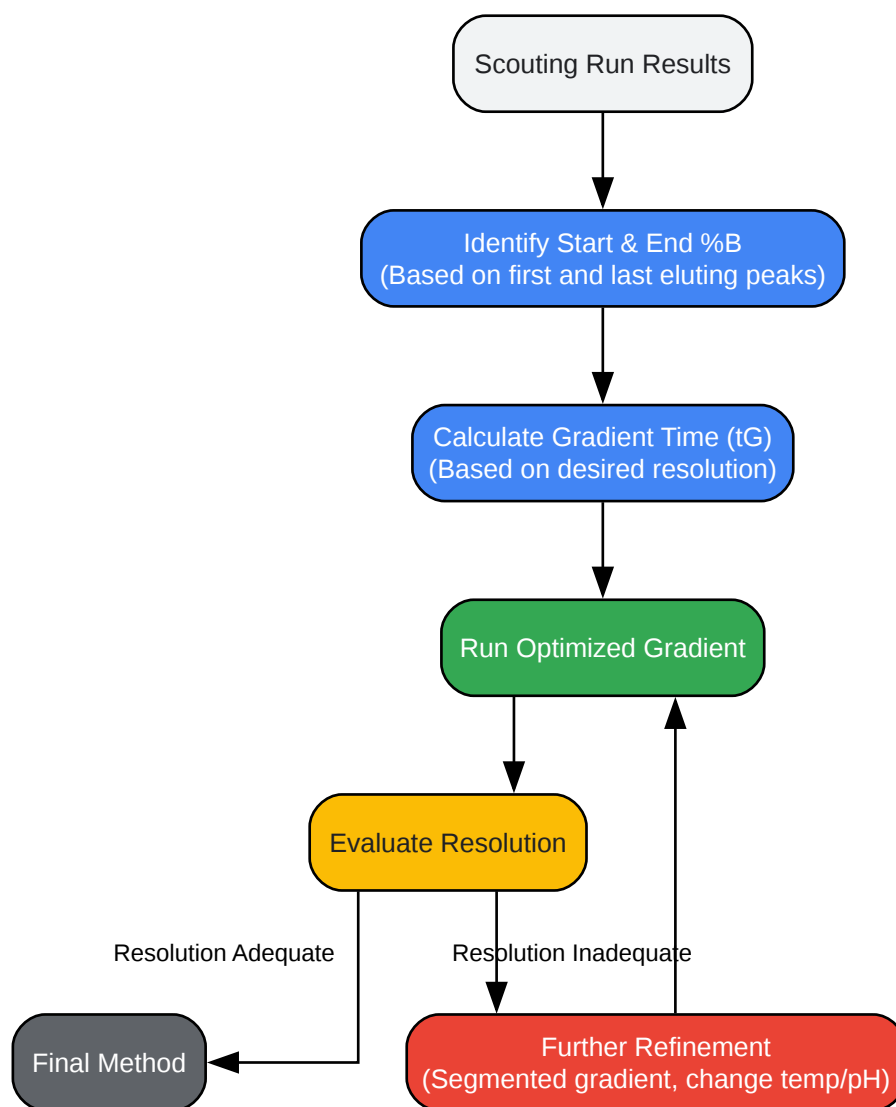 Scouting Run Results
Identify Start & End %B
(Based on first and last eluting peaks)
Calculate Gradient Time (tG)
(Based on desired resolution)
Run Optimized Gradient
Evaluate Resolution
Resolution Adequate
Resolution Inadequate
Final Method
Further Refinement
(Segmented gradient, change temp/pH)